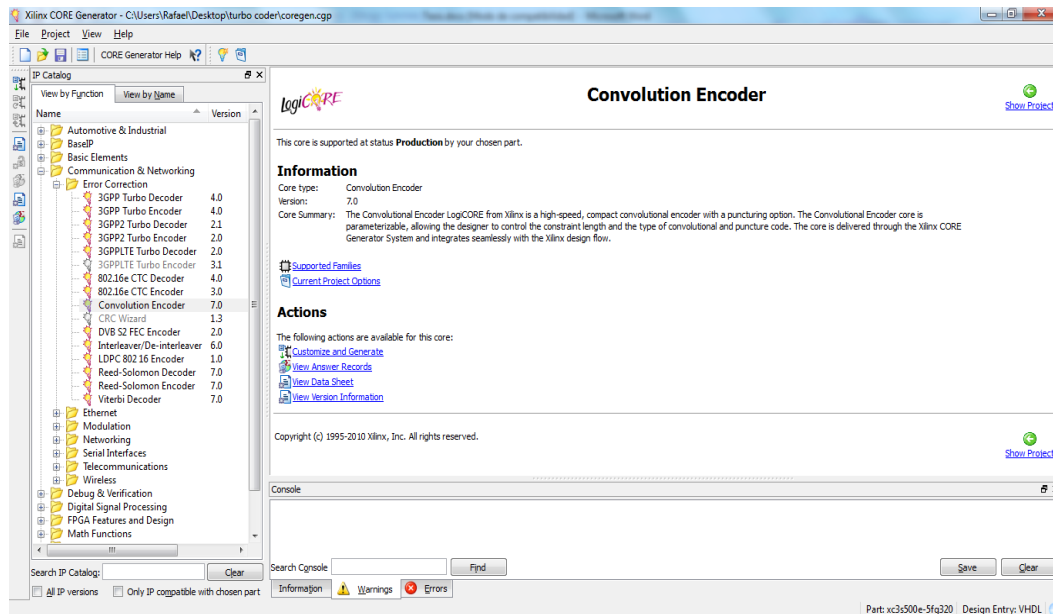 Xilinx CORE Generator - C:\Users\Rafael\Desktop\turbo coder\coregen.cgp
File Project View Help
CORE Generator Help
IP Catalog
View by Function View by Name
Name Version
Automotive & Industrial
BaseIP
Basic Elements
Communication & Networking
Error Correction
3GPP Turbo Decoder 4.0
3GPP Turbo Encoder 4.0
3GPP2 Turbo Decoder 2.1
3GPP2 Turbo Encoder 2.0
3GPPLTE Turbo Decoder 2.0
3GPPLTE Turbo Encoder 3.1
802.16e CTC Decoder 4.0
802.16e CTC Encoder 3.0
Convolution Encoder 7.0
CRC Wizard 1.3
DVB S2 FEC Encoder 2.0
Interleaver/De-interleaver 6.0
LDPC 802 16 Encoder 1.0
Reed-Solomon Decoder 7.0
Reed-Solomon Encoder 7.0
Viterbi Decoder 7.0
Ethernet
Modulation
Networking
Serial Interfaces
Telecommunications
Wireless
Debug & Verification
Digital Signal Processing
FPGA Features and Design
Math Functions
Search IP Catalog: Clear
All IP versions Only IP compatible with chosen part
LogiCORE
Convolution Encoder
Show Project
This core is supported at status Production by your chosen part.
Information
Core type: Convolution Encoder
Version: 7.0
Core Summary: The Convolutional Encoder LogiCORE from Xilinx is a high-speed, compact convolutional encoder with a puncturing option. The Convolutional Encoder core is
parameterizable, allowing the designer to control the constraint length and the type of convolutional and puncture code. The core is delivered through the Xilinx CORE
Generator System and integrates seamlessly with the Xilinx design flow.
Supported Families
Current Project Options
Actions
The following actions are available for this core:
Customize and Generate
View Answer Records
View Data Sheet
View Version Information
Copyright (c) 1995-2010 Xilinx, Inc. All rights reserved.
Show Project
Console
Search Console Find Save Clear
Information Warnings Errors
Part: xc3s500e-5fg320 Design Entry: VHDL